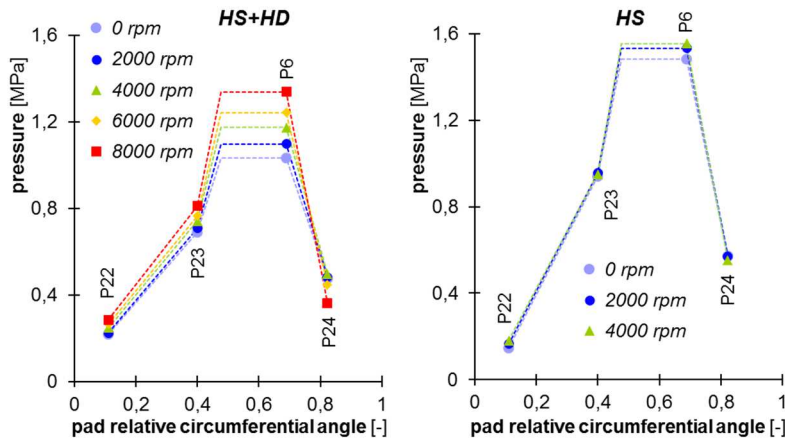 HS+HD
0 rpm
2000 rpm
4000 rpm
6000 rpm
8000 rpm
pressure [MPa]
1,6
1,2
0,8
0,4
0
P22
P23
P6
P24
0
0,2
0,4
0,6
0,8
1
pad relative circumferential angle [-]
HS
pressure [MPa]
1,6
1,2
0,8
0,4
0
P22
P23
P6
P24
0 rpm
2000 rpm
4000 rpm
0
0,2
0,4
0,6
0,8
1
pad relative circumferential angle [-]